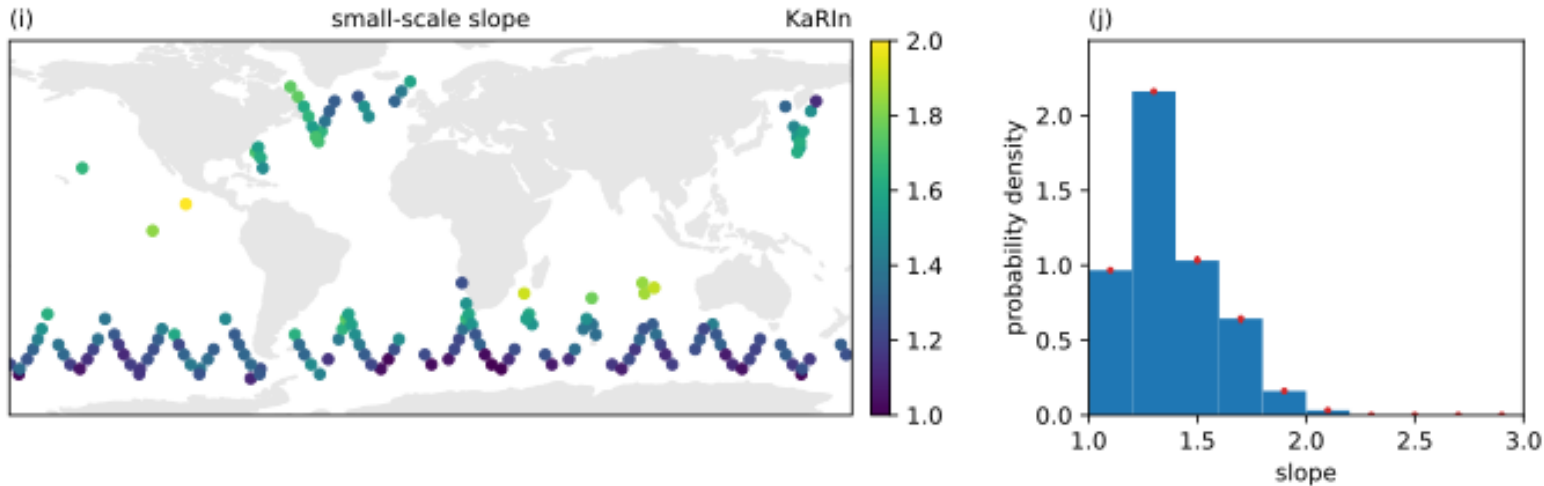 (i) small-scale slope KaRIn
2.0
1.8
1.6
1.4
1.2
1.0
(j)
probability density
2.0
1.5
1.0
0.5
0.0
1.0 1.5 2.0 2.5 3.0
slope